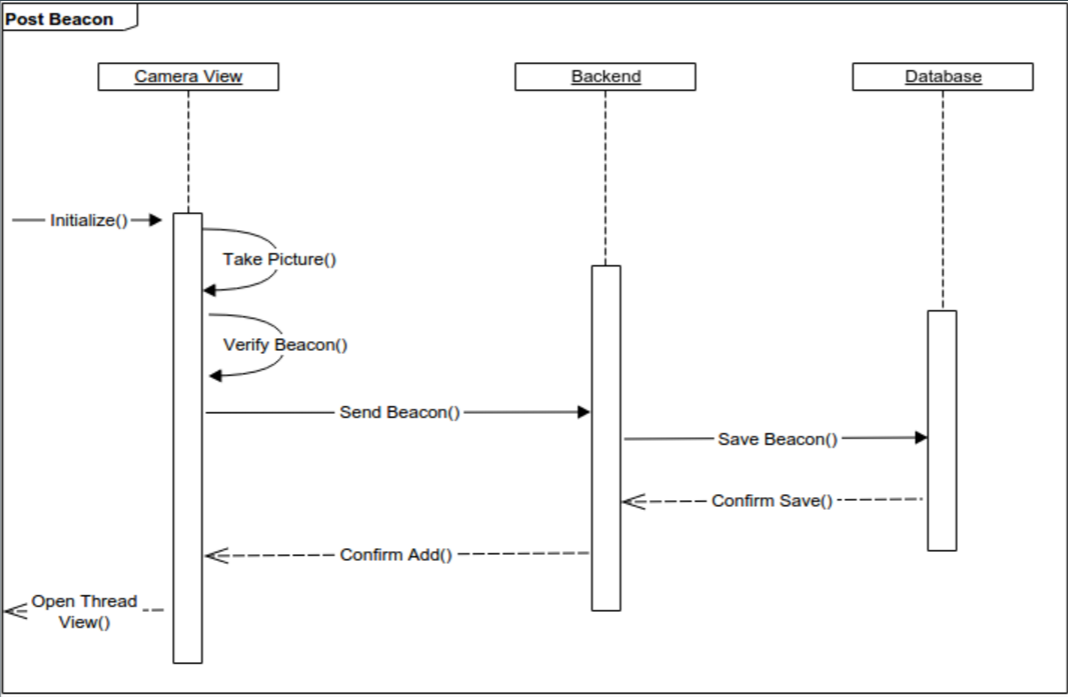 Post Beacon
Camera View
Backend
Database
Initialize()
Take Picture()
Verify Beacon()
Send Beacon()
Save Beacon()
Confirm Save()
Confirm Add()
Open Thread
View()